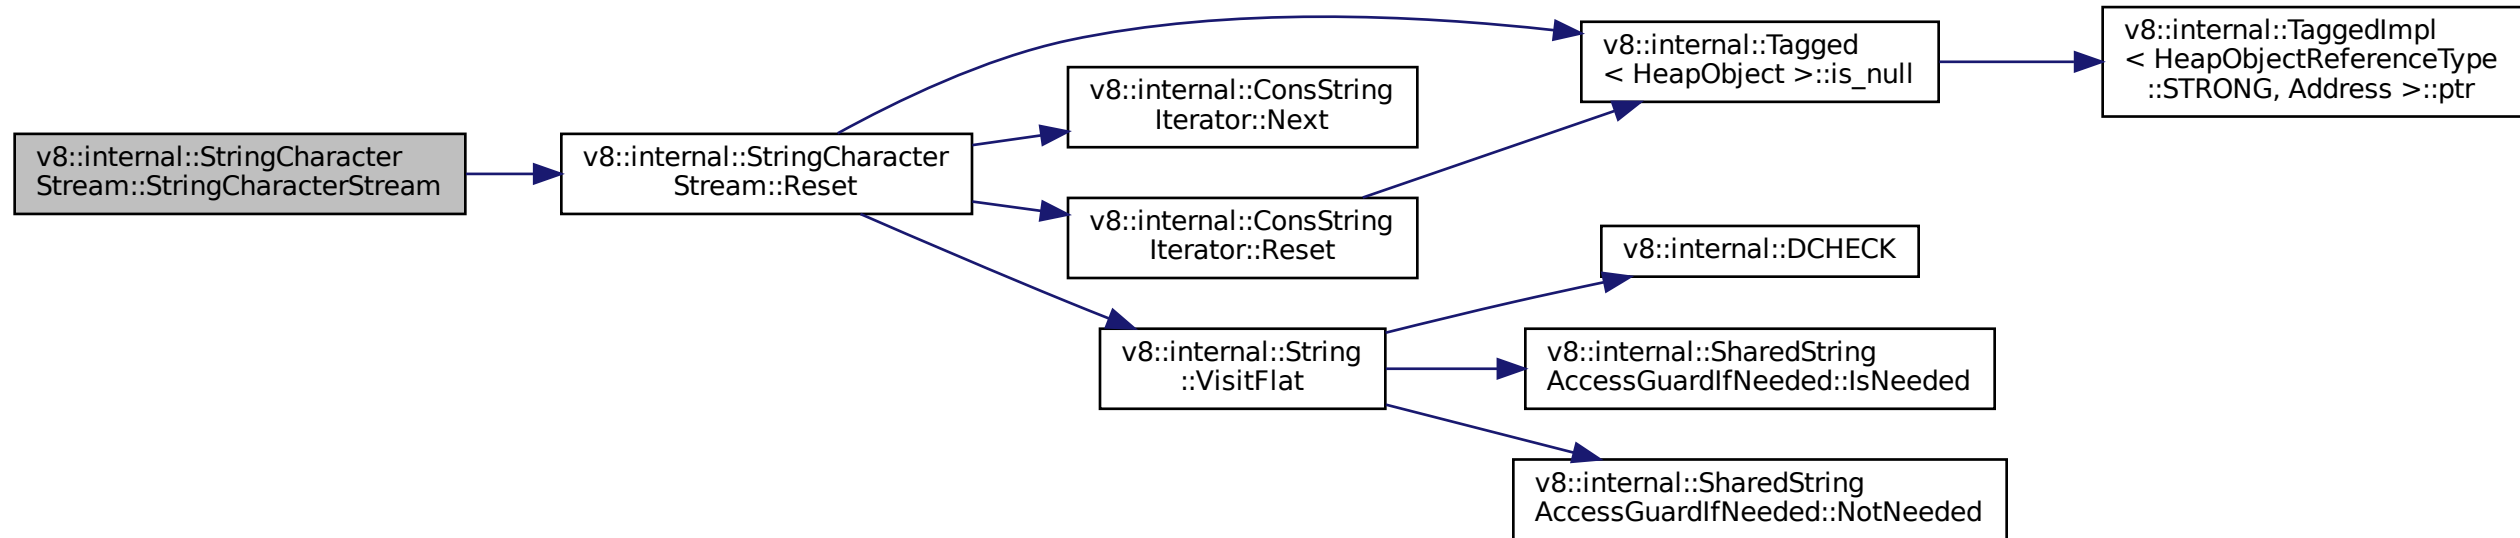 v8::internal::StringCharacter
Stream::StringCharacterStream
v8::internal::StringCharacter
Stream::Reset
v8::internal::ConsString
Iterator::Next
v8::internal::ConsString
Iterator::Reset
v8::internal::String
::VisitFlat
v8::internal::Tagged
< HeapObject >::is_null
v8::internal::DCHECK
v8::internal::SharedString
AccessGuardIfNeeded::IsNeeded
v8::internal::SharedString
AccessGuardIfNeeded::NotNeeded
v8::internal::TaggedImpl
< HeapObjectReferenceType
::STRONG, Address >::ptr